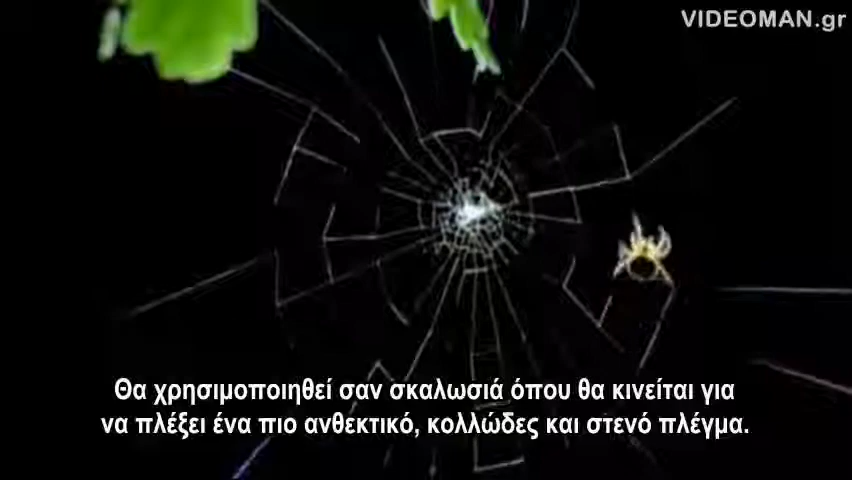 VIDEOMAN.gr
Θα χρησιμοποιηθεί σαν σκαλωσιά όπου θα κινείται για
να πλέξει ένα πιο ανθεκτικό, κολλώδες και στενό πλέγμα.